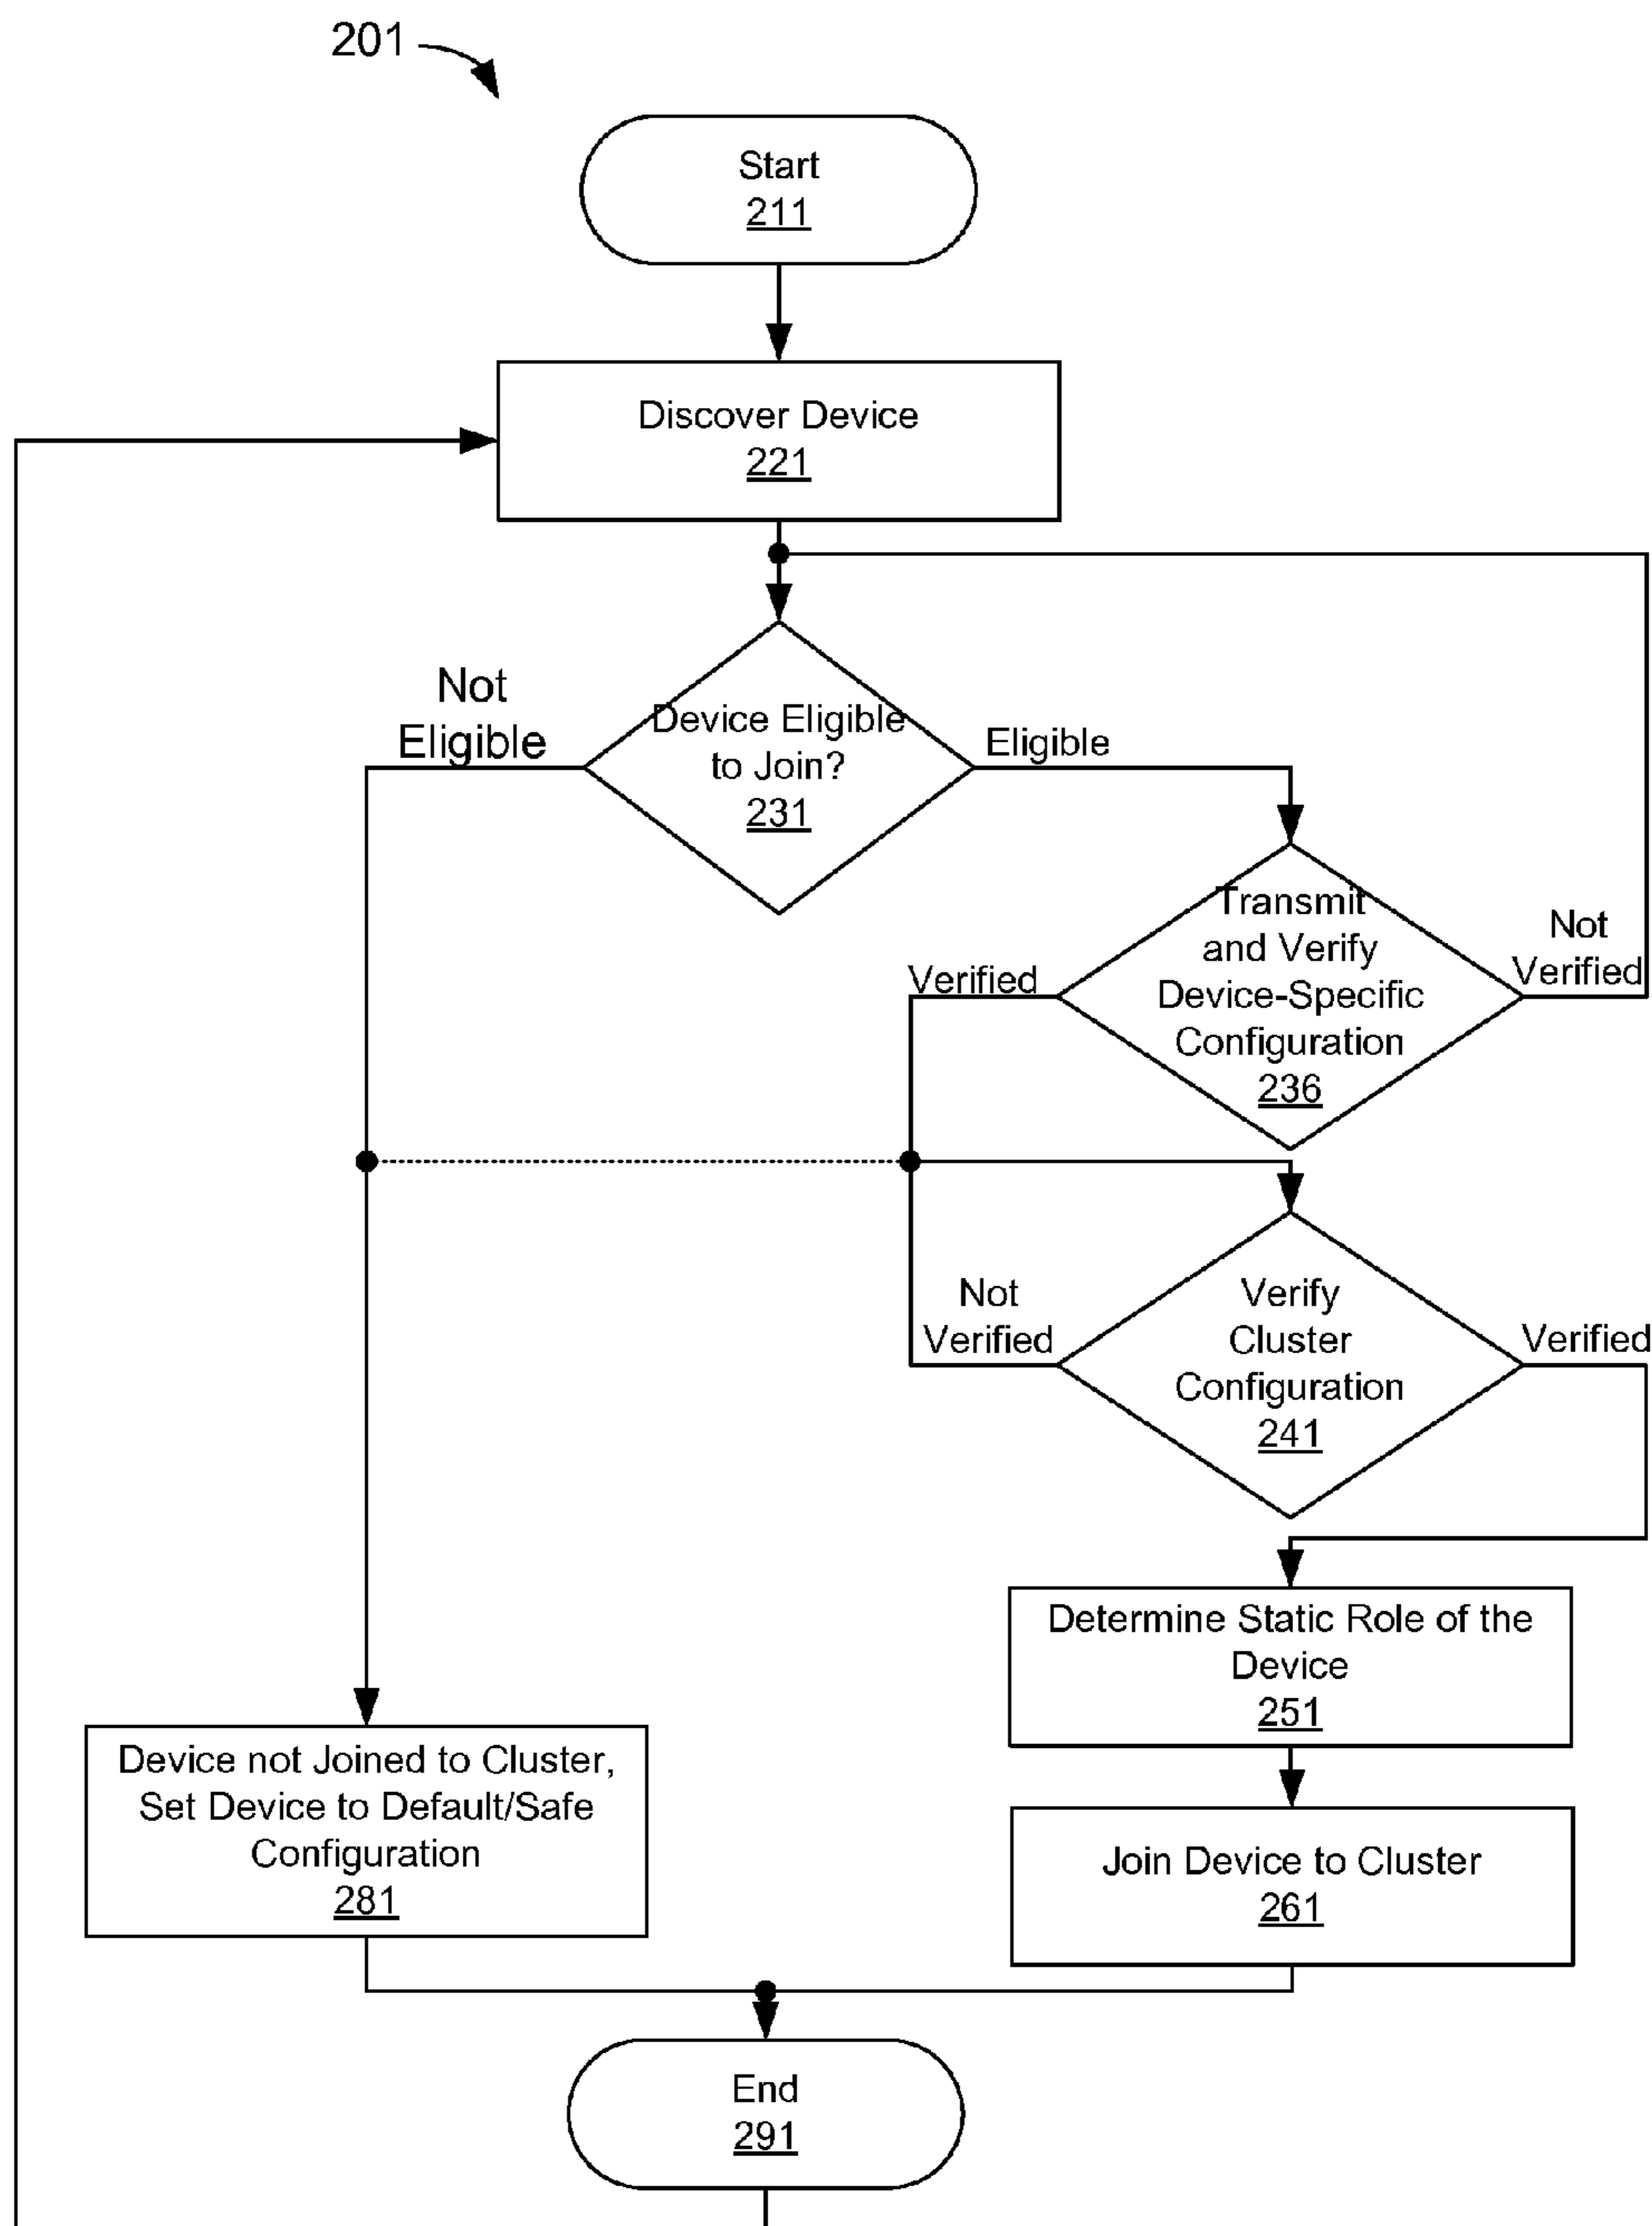 201
Start
211
Discover Device
221
Not
Eligible
Device Eligible
to Join?
231
Eligible
Transmit
and Verify
Device-Specific
Configuration
236
Verified
Not
Verified
Verify
Cluster
Configuration
241
Not
Verified
Verified
Determine Static Role of the
Device
251
Device not Joined to Cluster,
Set Device to Default/Safe
Configuration
281
Join Device to Cluster
261
End
291